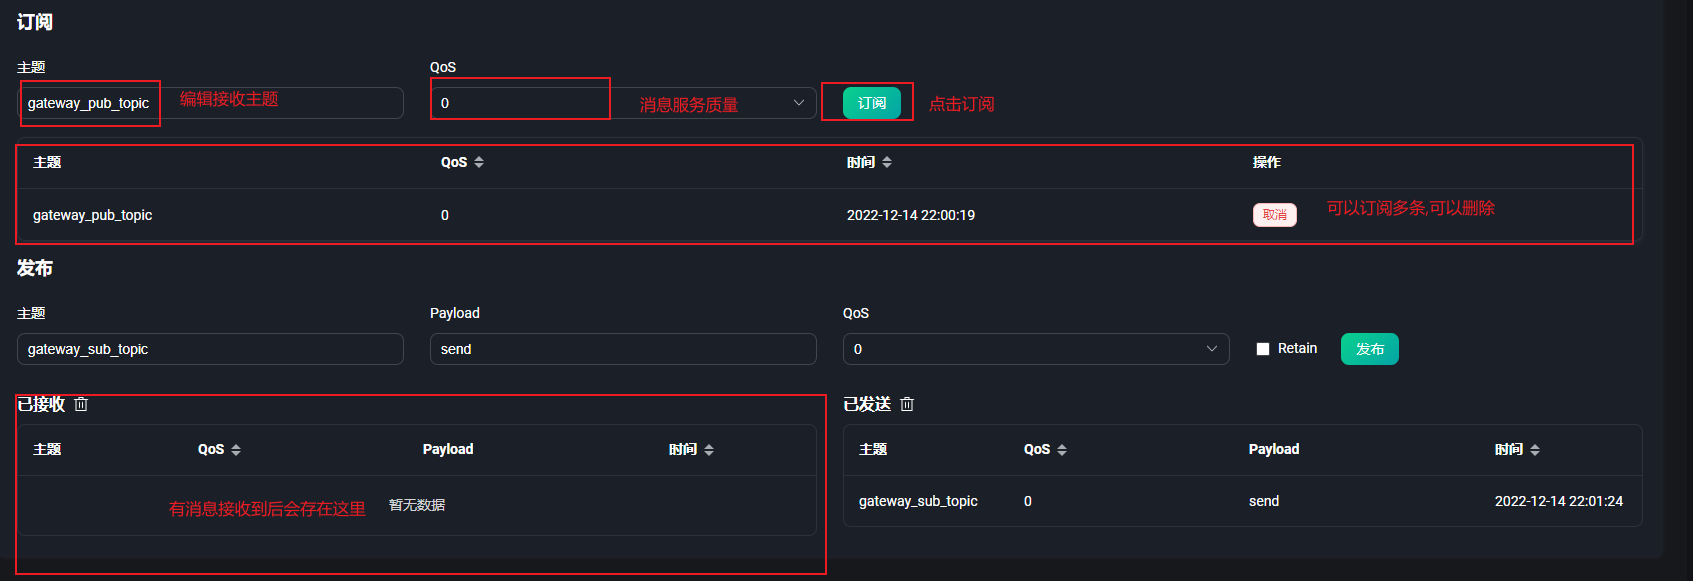 订阅
主题 QoS
gateway_pub_topic 编辑接收主题 0 消息服务质量 订阅 点击订阅
主题 QoS 时间 操作
gateway_pub_topic 0 2022-12-14 22:00:19 取消 可以订阅多条,可以删除
发布
主题 Payload QoS
gateway_sub_topic send 0 Retain 发布
已接收 已发送
主题 QoS Payload 时间 主题 QoS Payload 时间
有消息接收到后会存在这里 暂无数据 gateway_sub_topic 0 send 2022-12-14 22:01:24